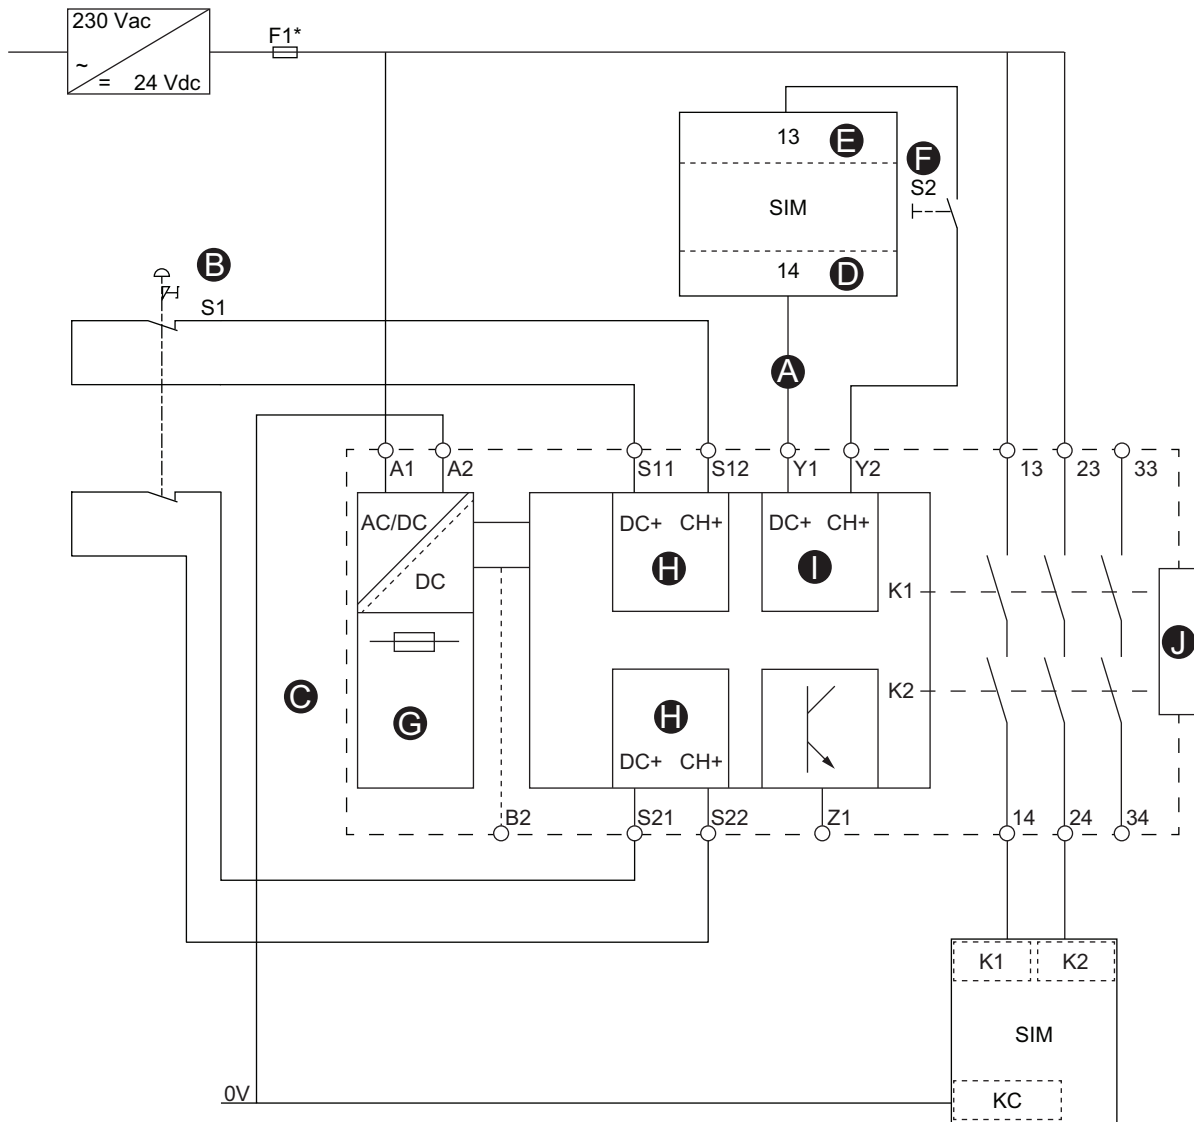 230 Vac
~
= 24 Vdc
F1*
13 E
F
S2
SIM
14 D
B
S1
A
A1 A2 S11 S12 Y1 Y2 13 23 33
AC/DC
DC
DC+ CH+
DC+ CH+
H
I
K1
J
K2
C
G
H
DC+ CH+
B2 S21 S22 Z1 14 24 34
K1 K2
SIM
0V
KC